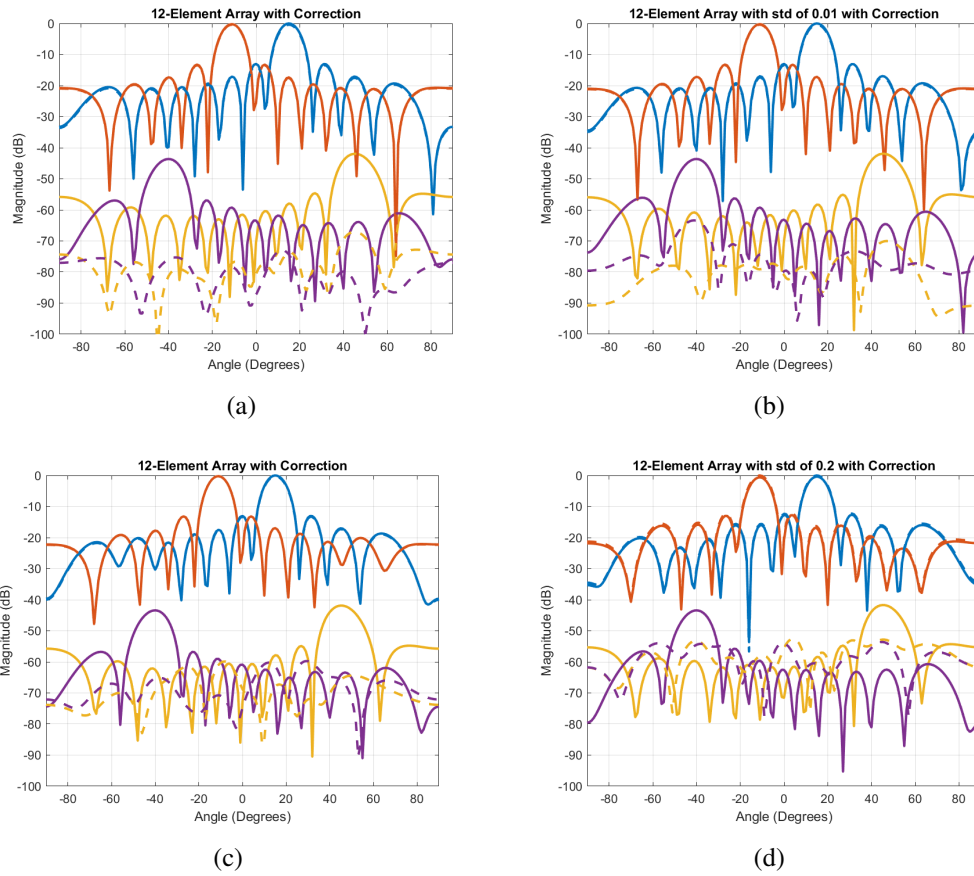 12-Element Array with Correction
0
-10
-20
-30
-40
-50
-60
-70
-80
-90
-100
Magnitude (dB)
-80 -60 -40 -20 0 20 40 60 80
Angle (Degrees)
(a)
12-Element Array with std of 0.01 with Correction
0
-10
-20
-30
-40
-50
-60
-70
-80
-90
-100
Magnitude (dB)
-80 -60 -40 -20 0 20 40 60 80
Angle (Degrees)
(b)
12-Element Array with Correction
0
-10
-20
-30
-40
-50
-60
-70
-80
-90
-100
Magnitude (dB)
-80 -60 -40 -20 0 20 40 60 80
Angle (Degrees)
(c)
12-Element Array with std of 0.2 with Correction
0
-10
-20
-30
-40
-50
-60
-70
-80
-90
-100
Magnitude (dB)
-80 -60 -40 -20 0 20 40 60 80
Angle (Degrees)
(d)